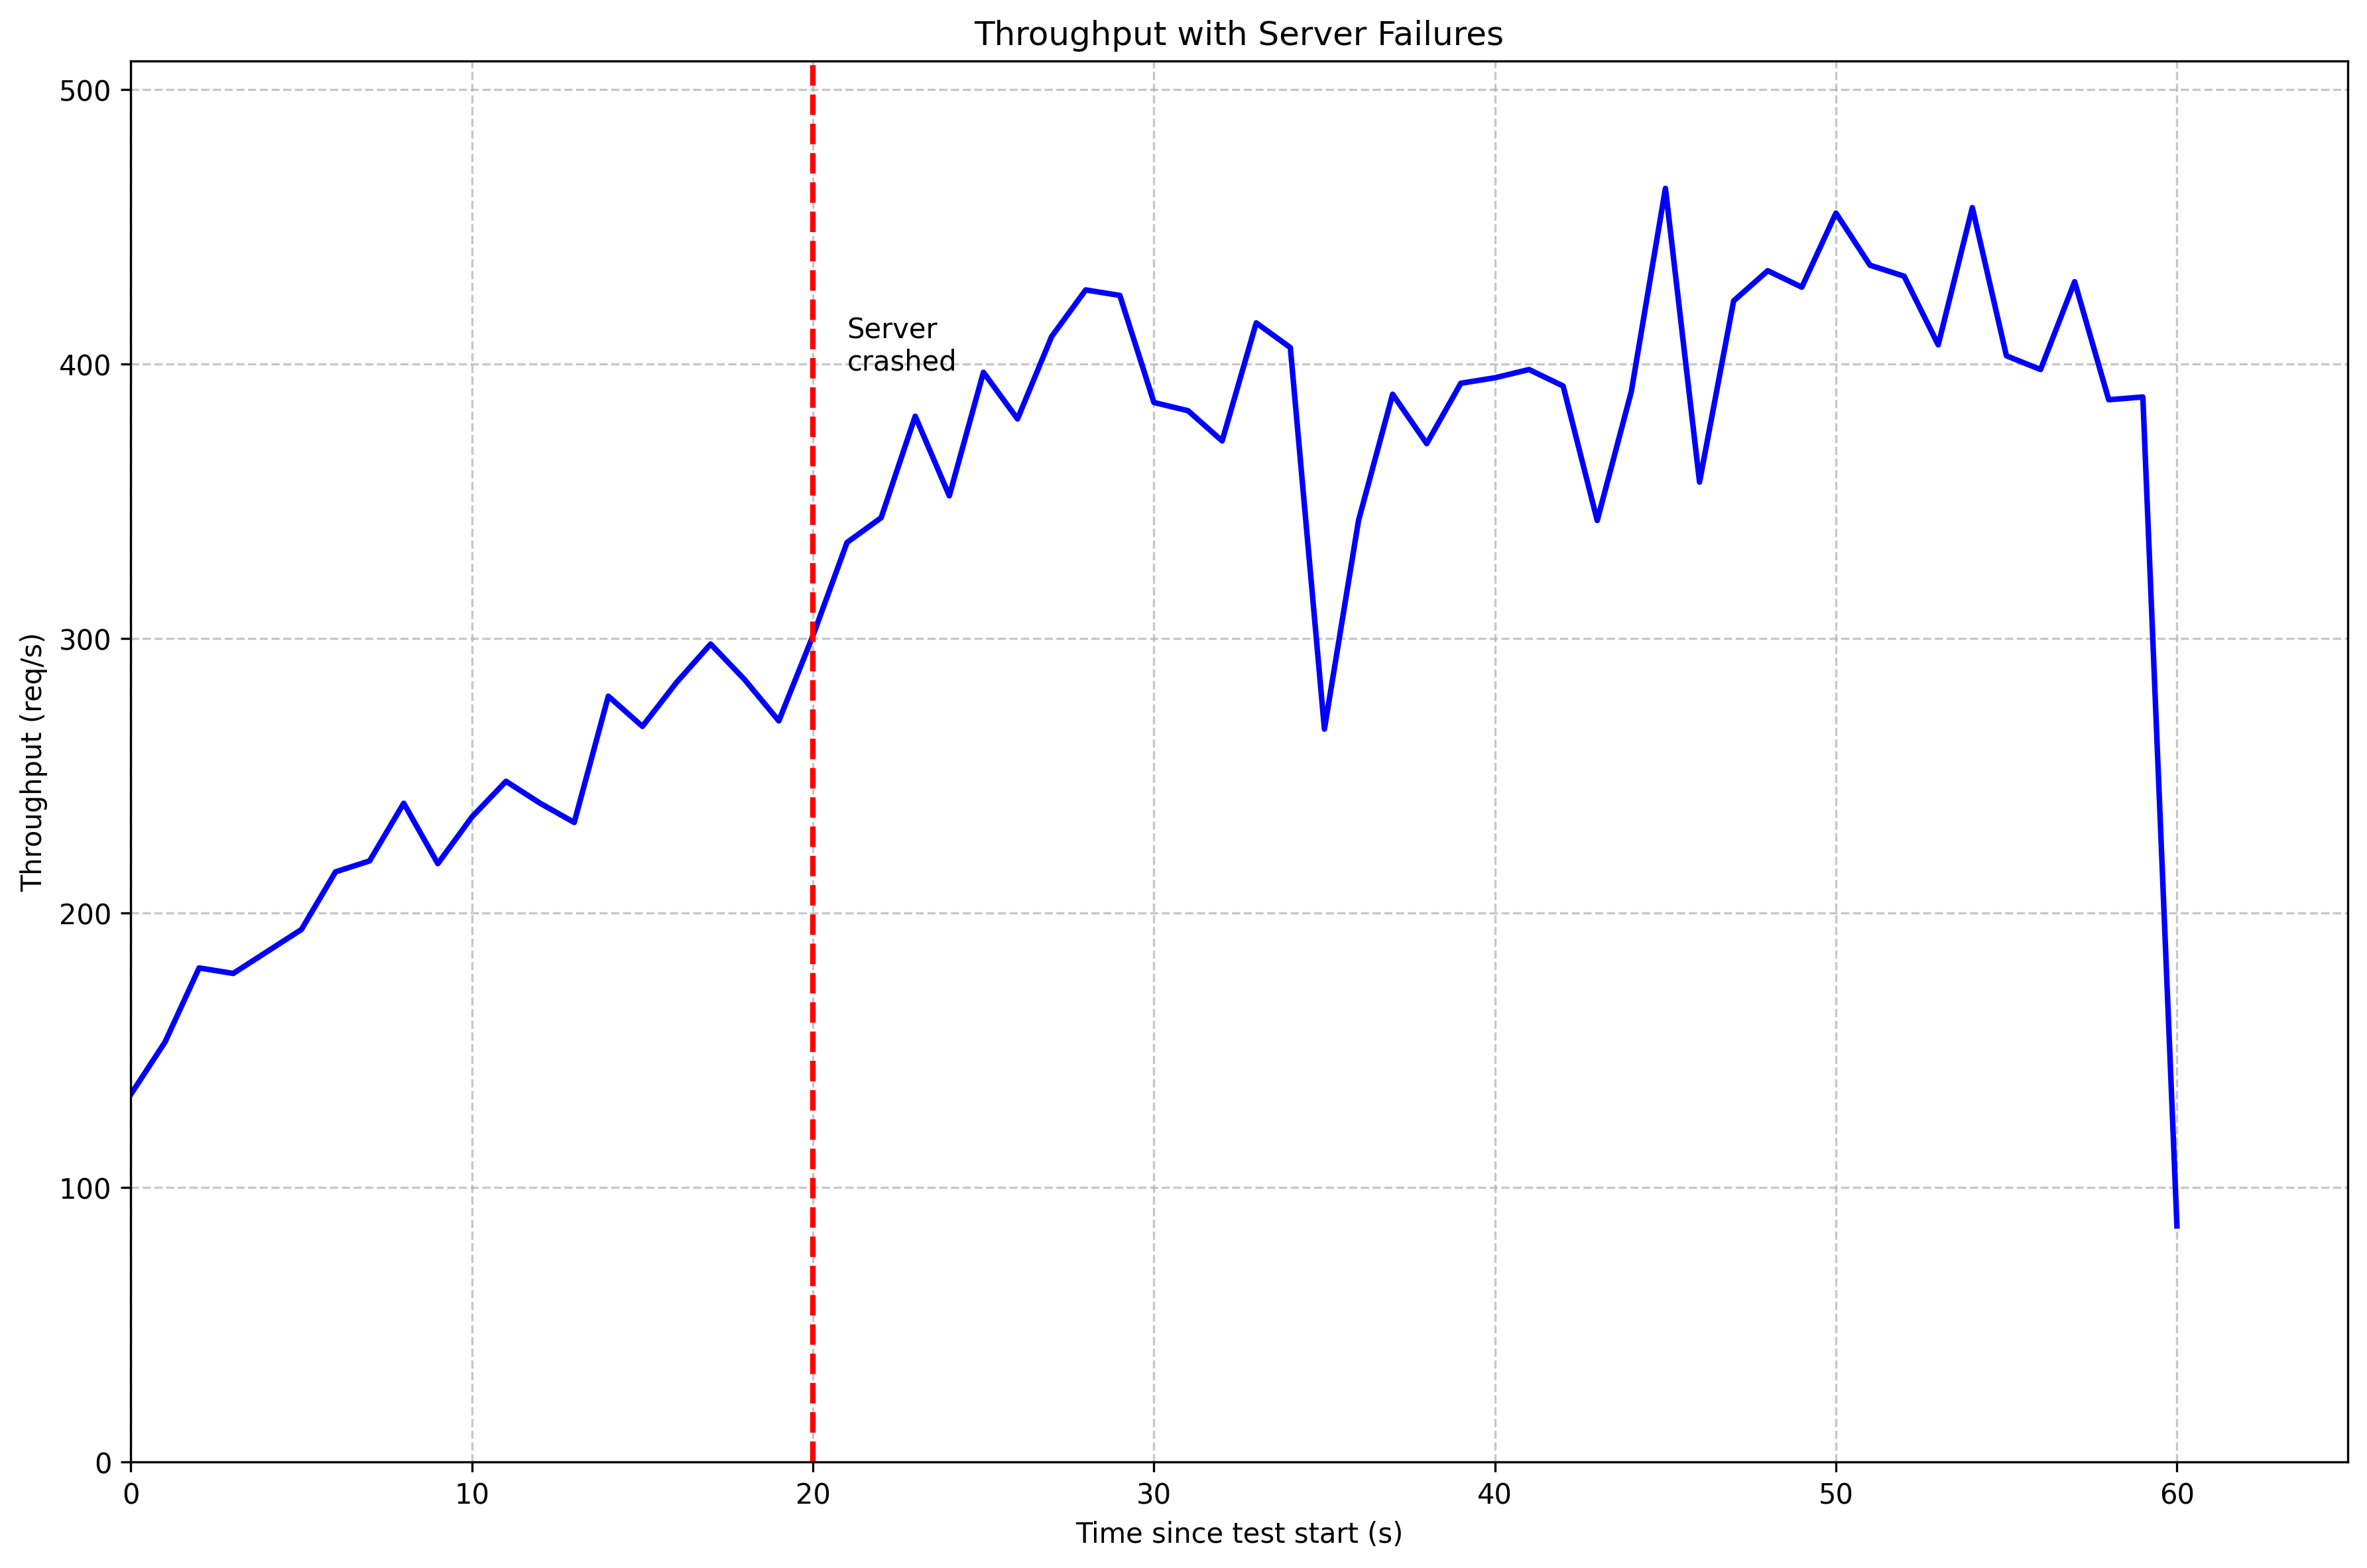 Throughput with Server Failures
Throughput (req/s)
500
400
300
200
100
0
Server
crashed
0 10 20 30 40 50 60
Time since test start (s)